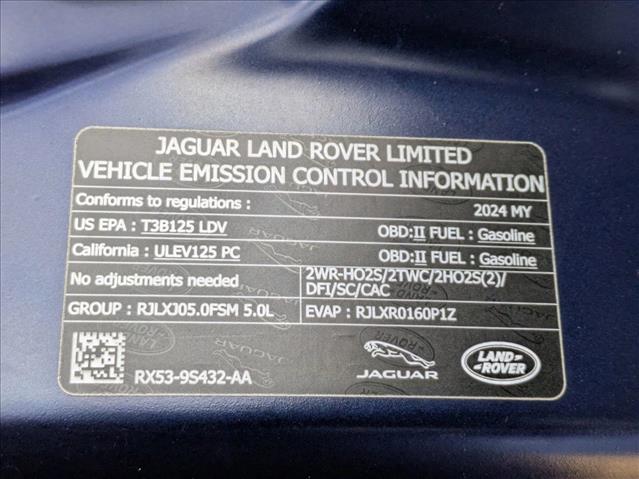 JAGUAR LAND ROVER LIMITED
VEHICLE EMISSION CONTROL INFORMATION
Conforms to regulations : 2024 MY
US EPA : T3B125 LDV OBD:II FUEL : Gasoline
California : ULEV125 PC OBD:II FUEL : Gasoline
No adjustments needed 2WR-HO2S/2TWC/2HO2S(2)/
DFI/SC/CAC
GROUP : RJLXJ05.0FSM 5.0L EVAP : RJLXR0160P1Z
RX53-9S432-AA JAGUAR LAND-
ROVER